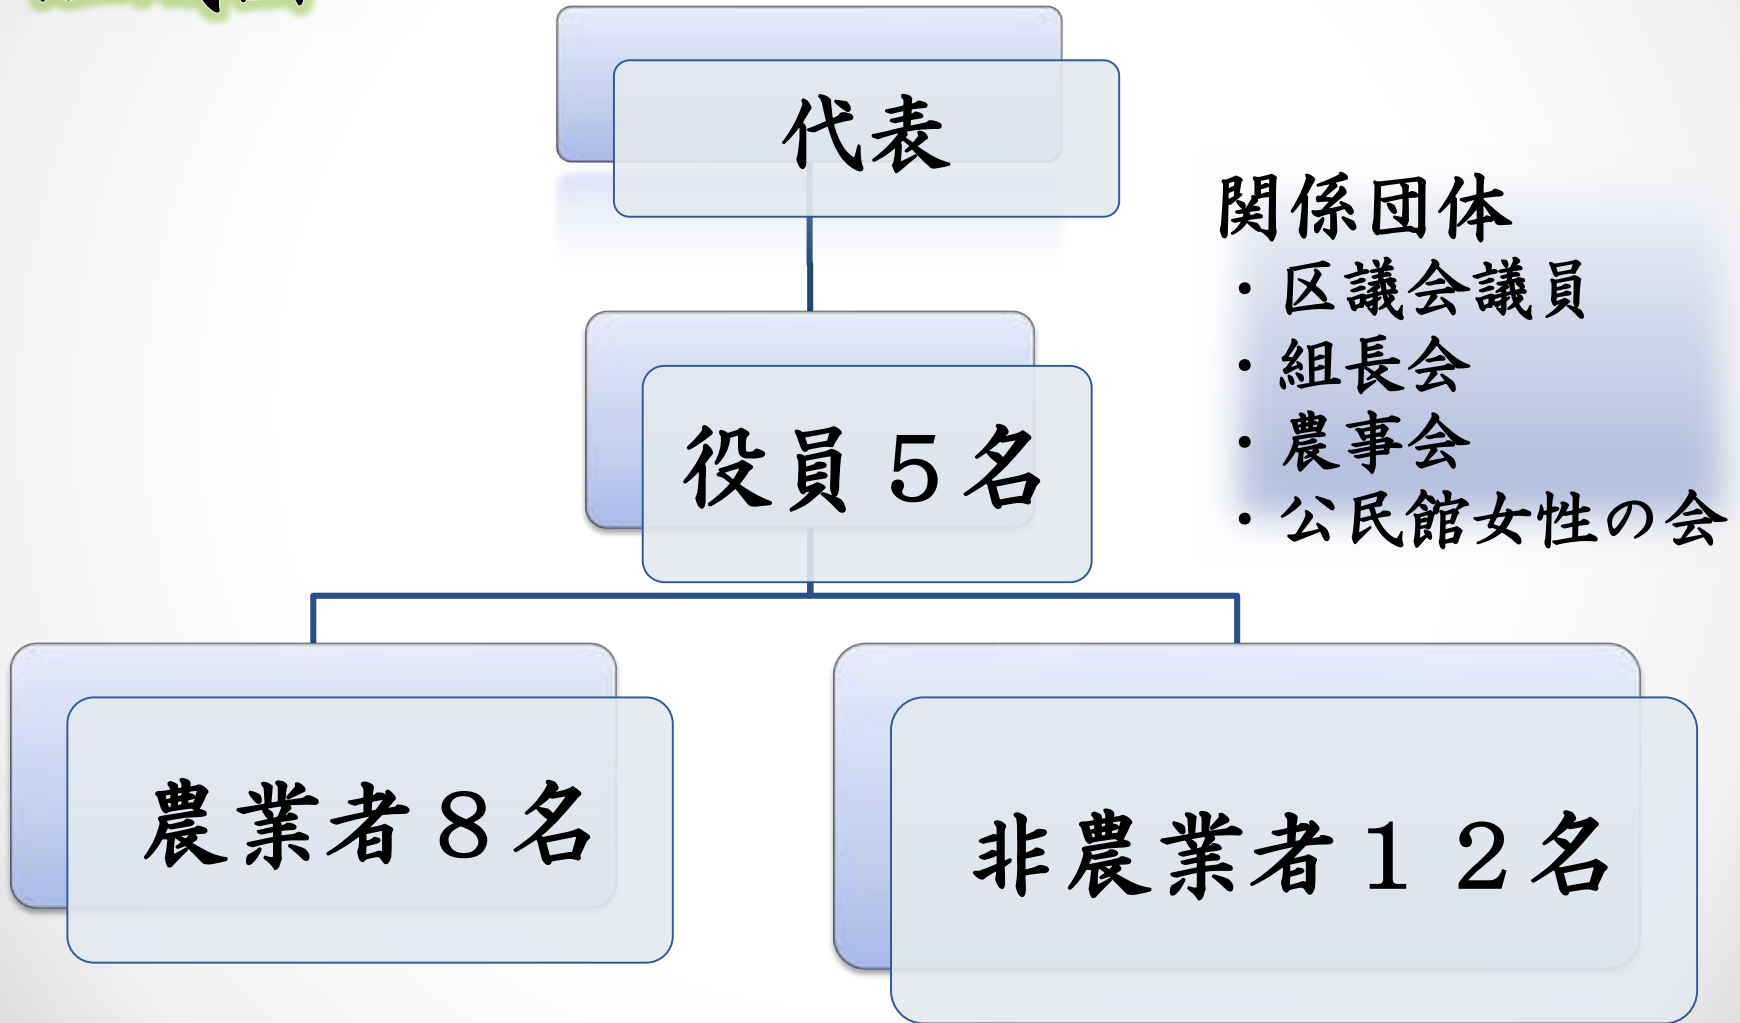 代表
関係団体
・区議会議員
・組長会
・農事会
・公民館女性の会
役員５名
農業者８名
非農業者１２名